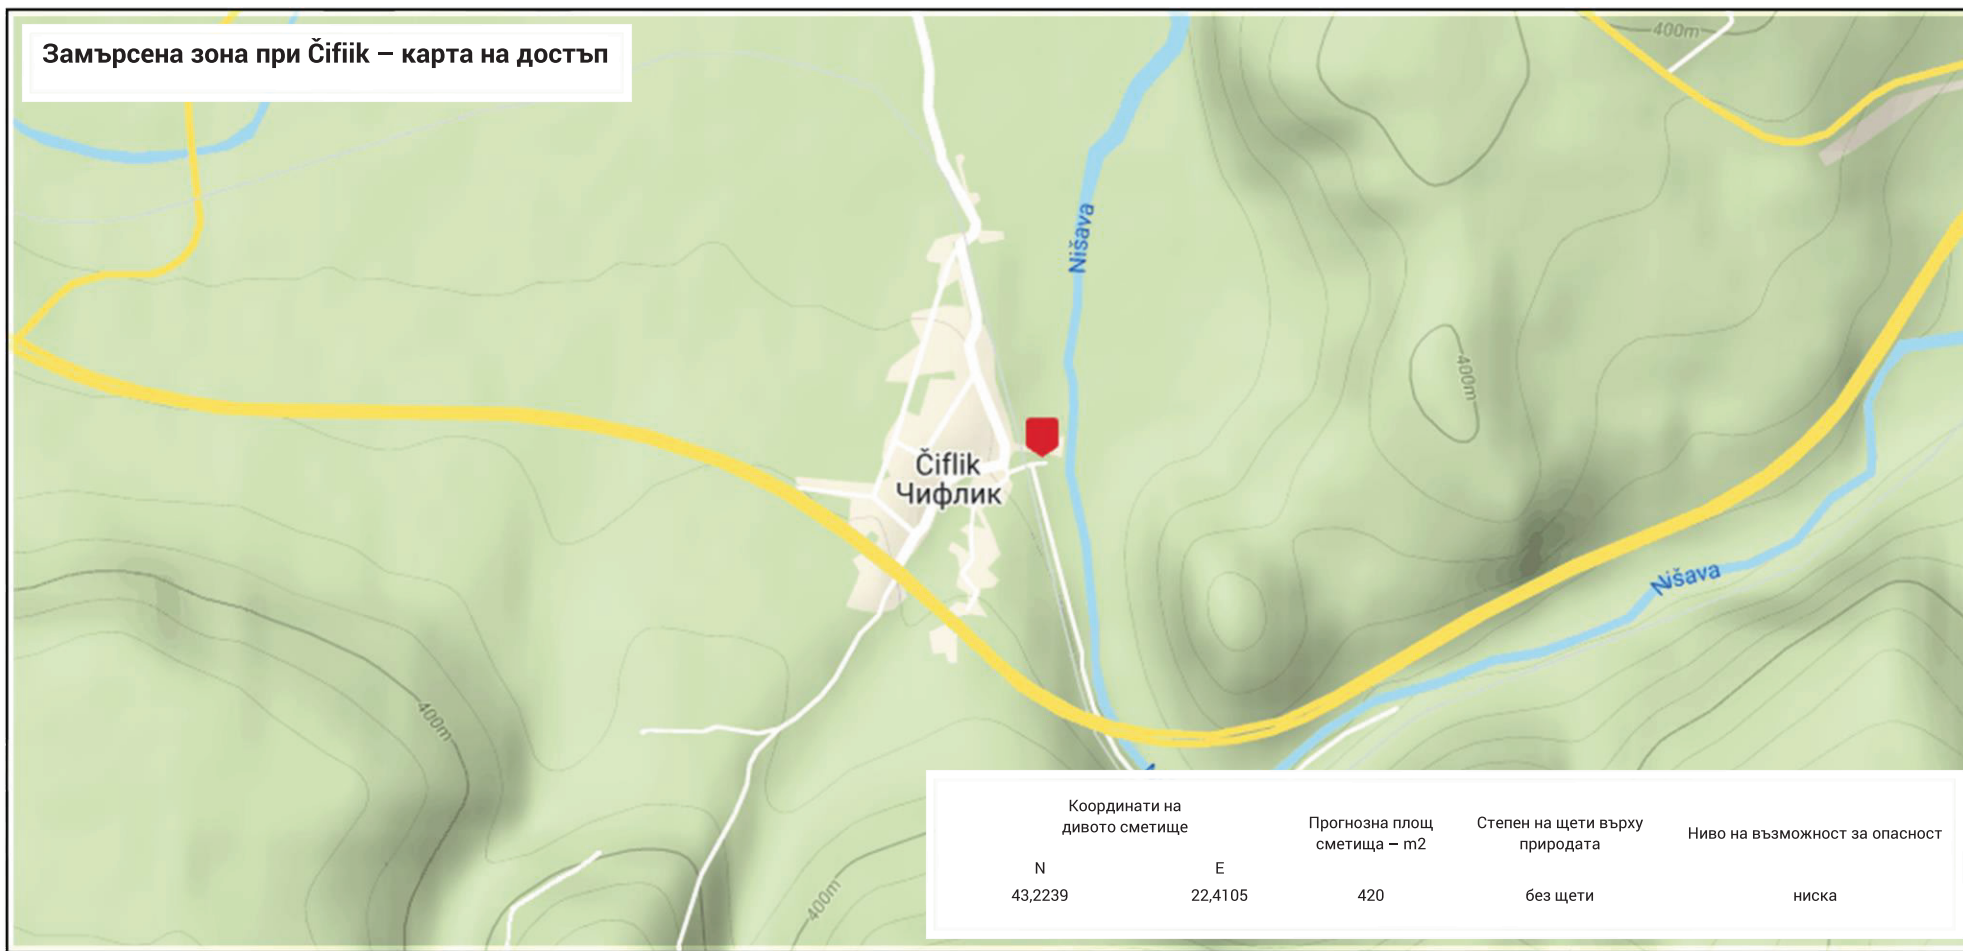 Замърсена зона при Čifiik – карта на достъп
400m
Nišava
400m
Čiflik
Чифлик
Nišava
400m
400m
Координати на
дивото сметище
Прогнозна площ
сметища – m2
Степен на щети върху
природата
Ниво на възможност за опасност
N
E
43,2239
22,4105
420
без щети
ниска